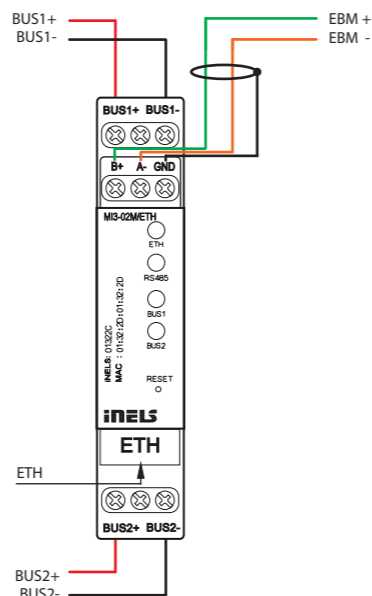 BUS1+
EBM +
BUS1-
EBM -
BUS1+ BUS1-
B+ A- GND
MI3-02M/ETH
ETH
RS485
BUS1
BUS2
INELS: 01322C
MAC : 01:32:2D:01:32:2D
RESET
iNELS
ETH
ETH
BUS2+ BUS2-
BUS2+
BUS2-